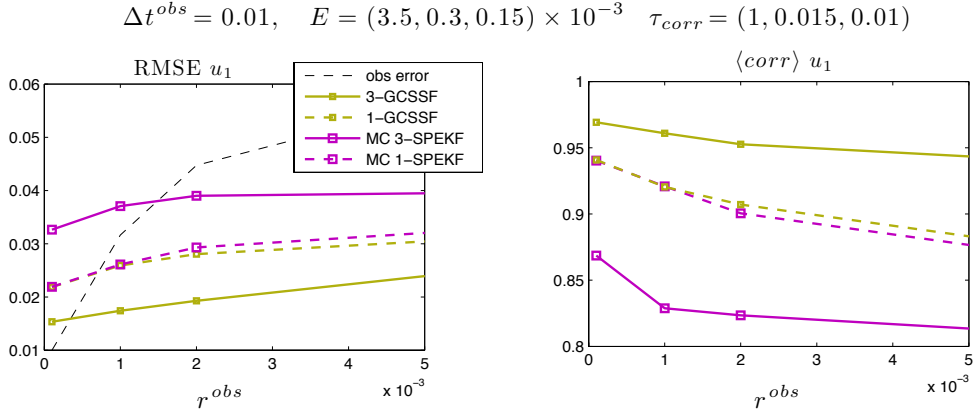 Δt^{obs} = 0.01, E = (3.5, 0.3, 0.15) × 10^{−3} τ_{corr} = (1, 0.015, 0.01)
RMSE u_1
0.06
0.05
0.04
0.03
0.02
0.01
0
1
2
3
4
5
x 10^{−3}
r^{obs}
obs error
3−GCSSF
1−GCSSF
MC 3−SPEKF
MC 1−SPEKF
⟨corr⟩ u_1
1
0.95
0.9
0.85
0.8
0
1
2
3
4
5
x 10^{−3}
r^{obs}